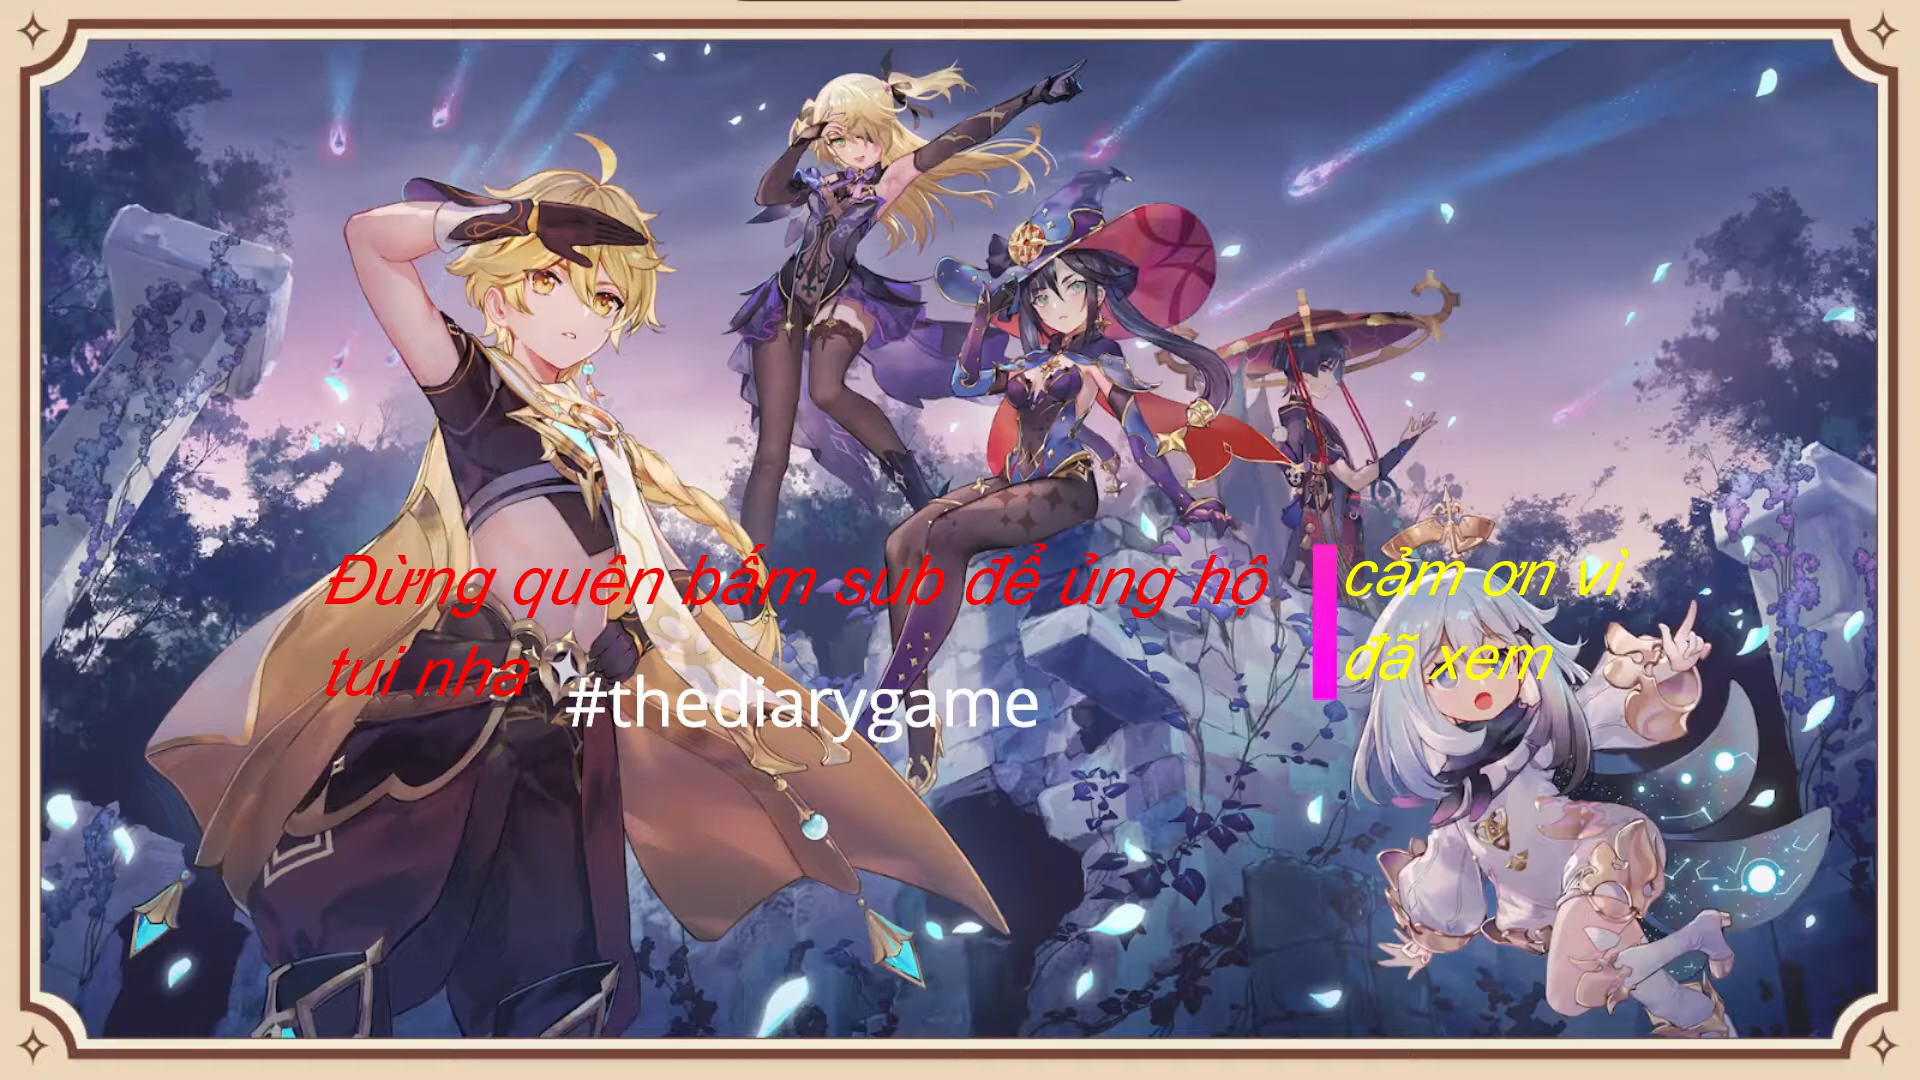 Đừng quên bấm sub để ủng hộ
tui nha
#thediarygame
cảm ơn vì
đã xem